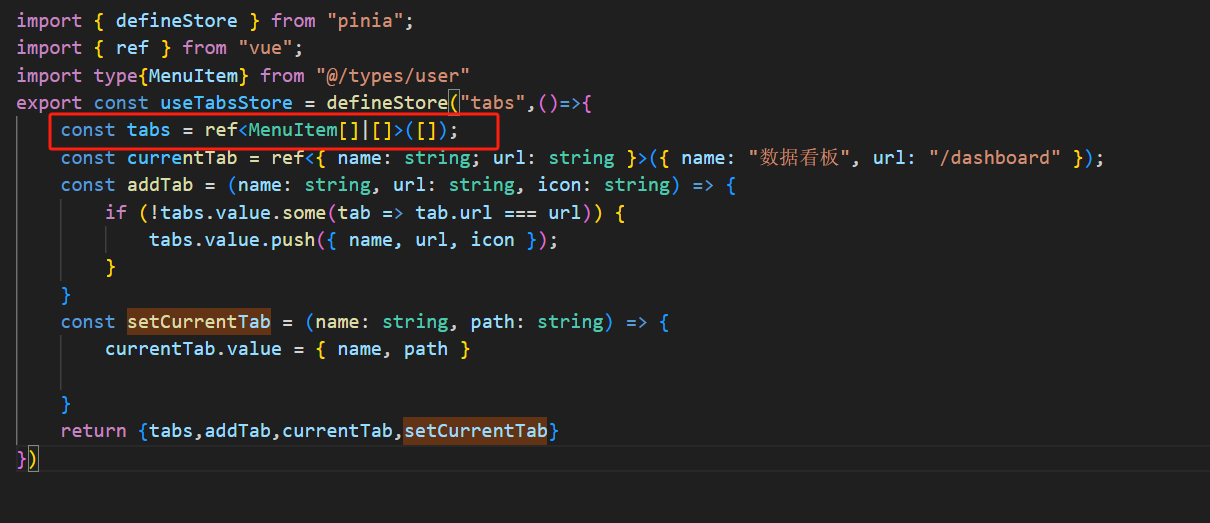 import { defineStore } from "pinia";
import { ref } from "vue";
import type{MenuItem} from "@/types/user"
export const useTabsStore = defineStore("tabs",()=>{
    const tabs = ref<MenuItem[]|[]>([]);
    const currentTab = ref<{ name: string; url: string }>({ name: "数据看板", url: "/dashboard" });
    const addTab = (name: string, url: string, icon: string) => {
        if (!tabs.value.some(tab => tab.url === url)) {
            tabs.value.push({ name, url, icon });
        }
    }
    const setCurrentTab = (name: string, path: string) => {
        currentTab.value = { name, path }
    }
    return {tabs,addTab,currentTab,setCurrentTab}
})